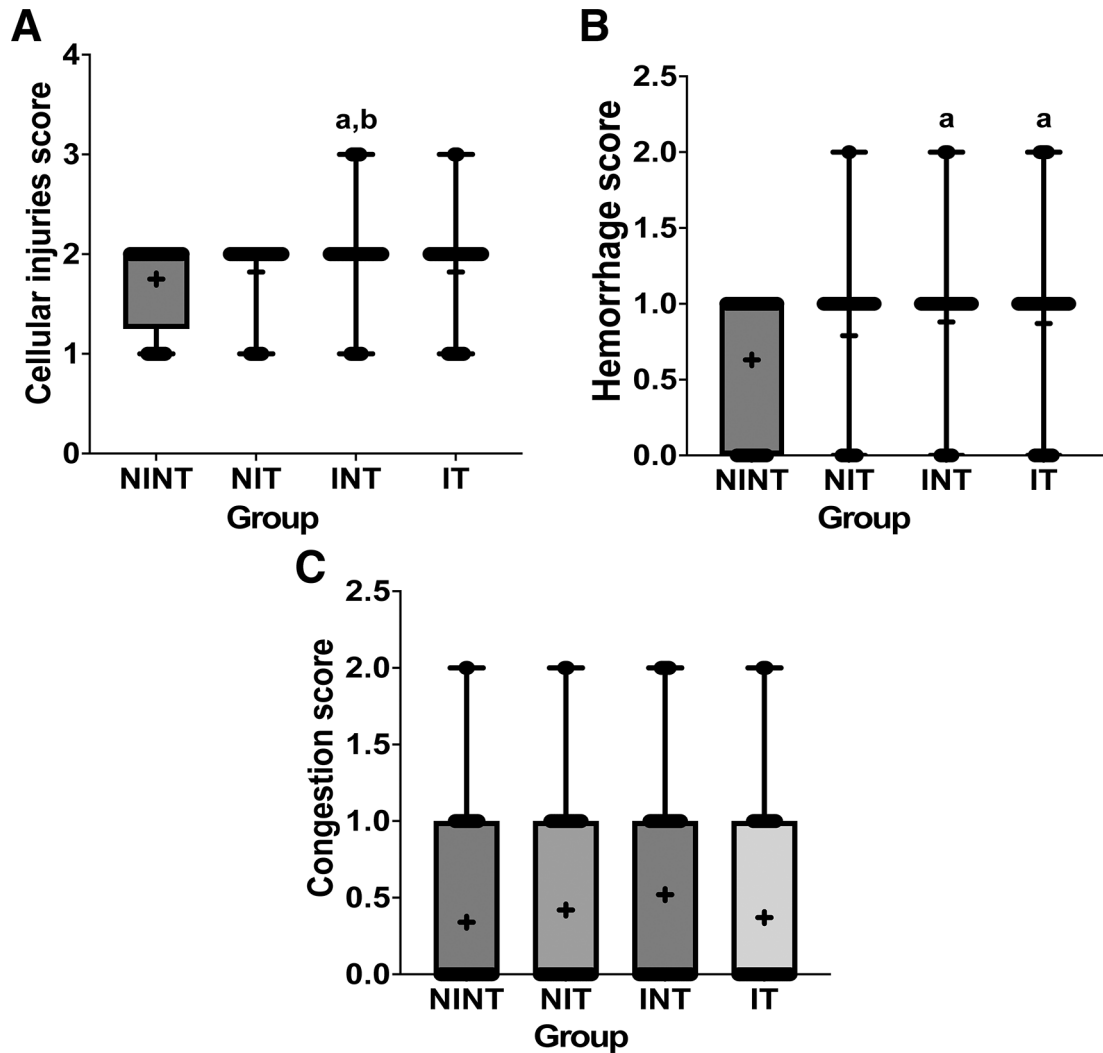 A
Cellular injuries score
4
3
2
1
0
a,b
NINT NIT INT IT
Group
B
Hemorrhage score
2.5
2.0
1.5
1.0
0.5
0.0
a a
NINT NIT INT IT
Group
C
Congestion score
2.5
2.0
1.5
1.0
0.5
0.0
NINT NIT INT IT
Group